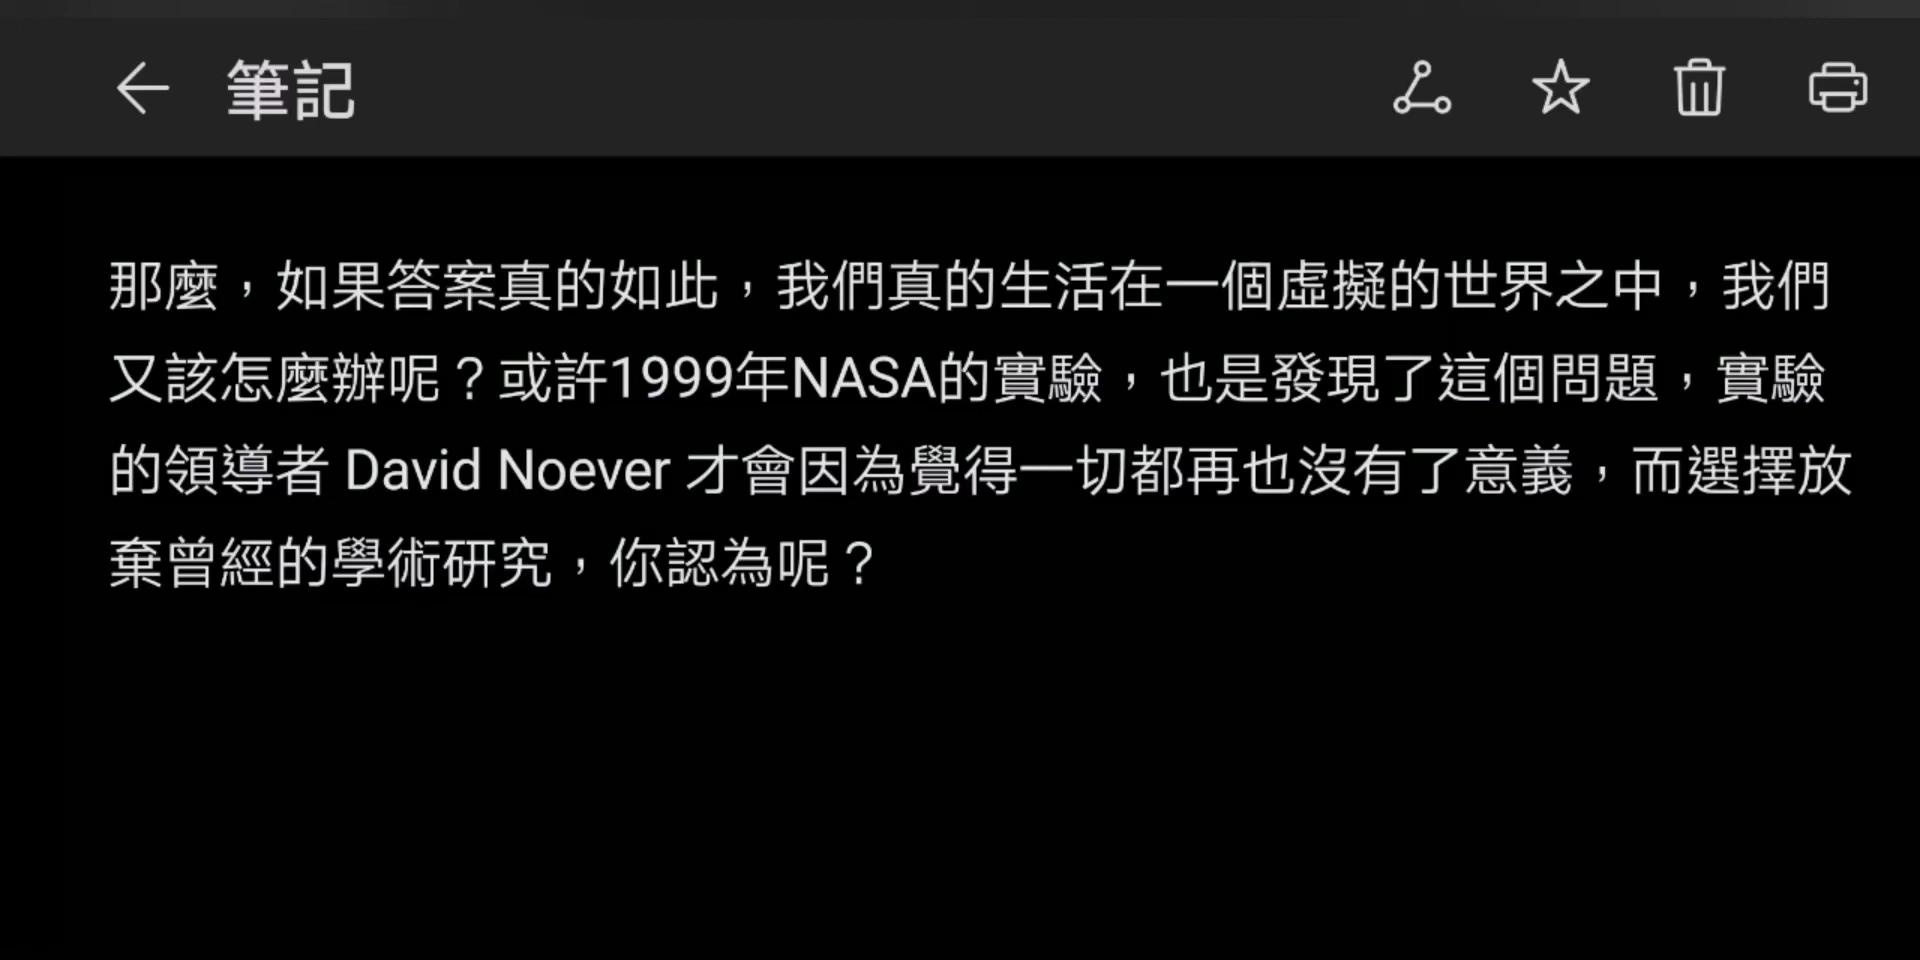 筆記
那麼，如果答案真的如此，我們真的生活在一個虛擬的世界之中，我們
又該怎麼辦呢？或許1999年NASA的實驗，也是發現了這個問題，實驗
的領導者 David Noever 才會因為覺得一切都再也沒有了意義，而選擇放
棄曾經的學術研究，你認為呢？